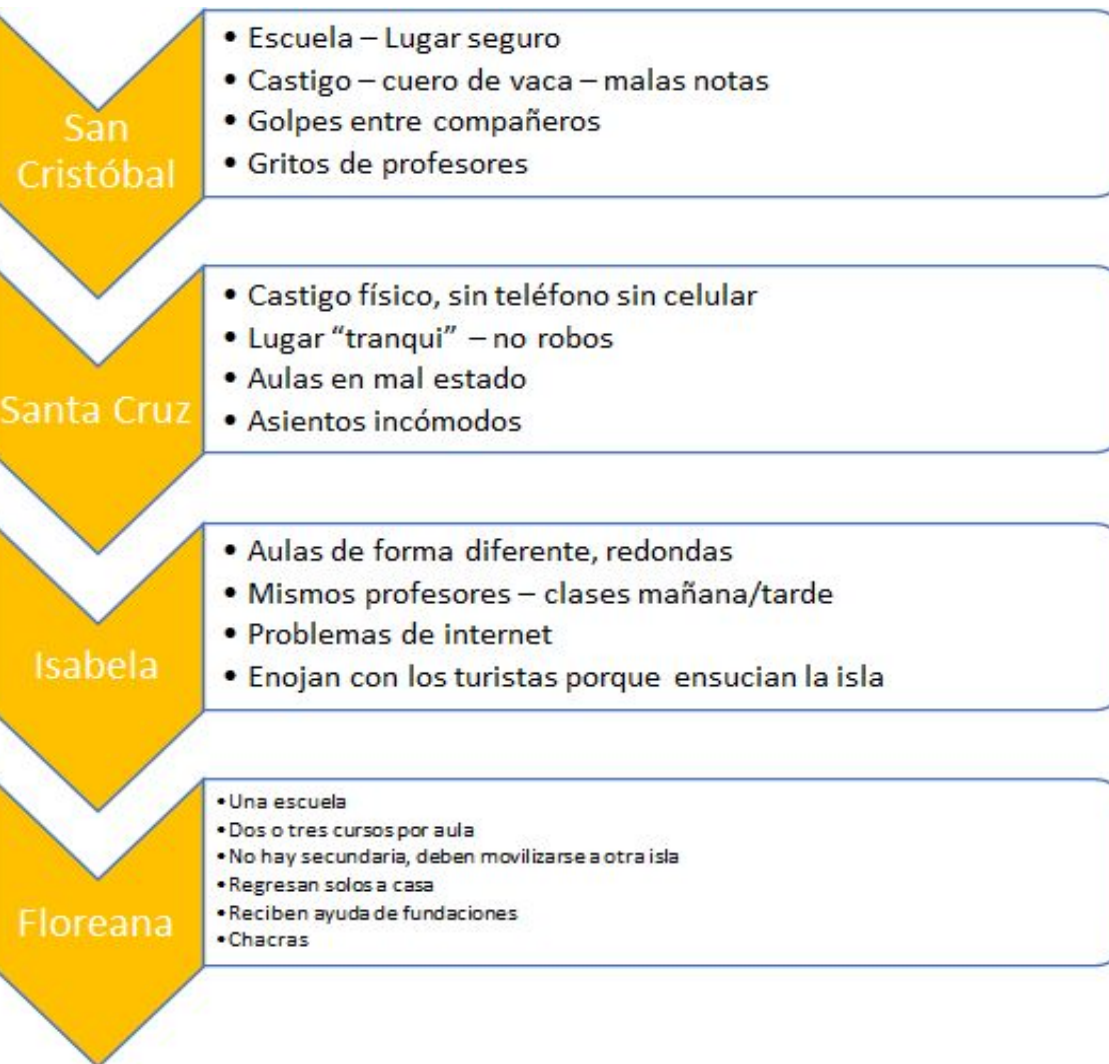 San
Cristóbal
• Escuela – Lugar seguro
• Castigo – cuero de vaca – malas notas
• Golpes entre compañeros
• Gritos de profesores
Santa Cruz
• Castigo físico, sin teléfono sin celular
• Lugar “tranqui” – no robos
• Aulas en mal estado
• Asientos incómodos
Isabela
• Aulas de forma diferente, redondas
• Mismos profesores – clases mañana/tarde
• Problemas de internet
• Enojan con los turistas porque ensucian la isla
Floreana
• Una escuela
• Dos o tres cursos por aula
• No hay secundaria, deben movilizarse a otra isla
• Regresan solos a casa
• Reciben ayuda de fundaciones
• Chacras